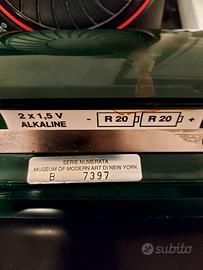 2 x 1,5 V
ALKALINE
- R 20 R 20 +
SERIE NUMERATA
MUSEUM OF MODERN ART DI NEW YORK
B 7397
subito